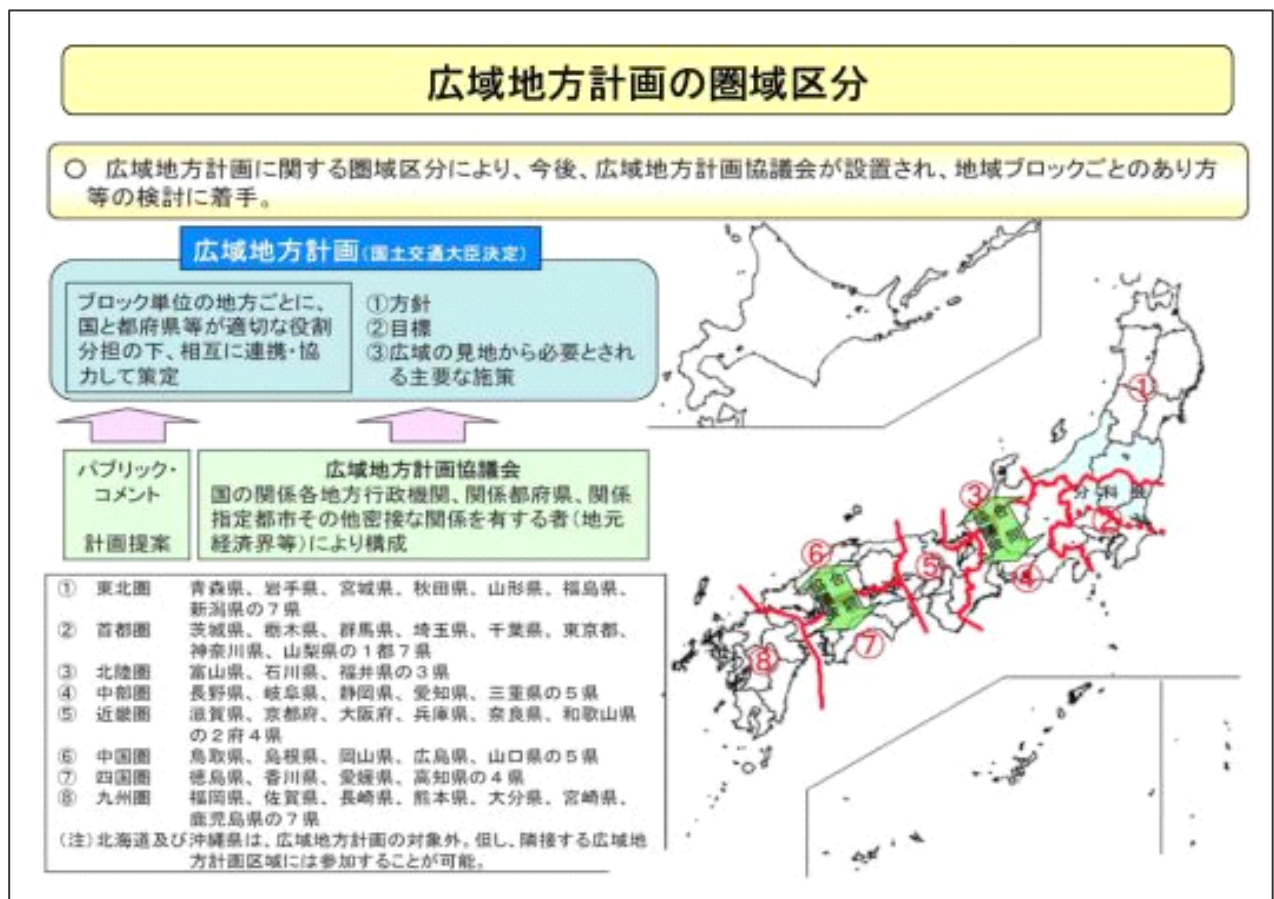 広域地方計画の圏域区分
○ 広域地方計画に関する圏域区分により、今後、広域地方計画協議会が設置され、地域ブロックごとのあり方
等の検討に着手。
広域地方計画(国土交通大臣決定)
ブロック単位の地方ごとに、
国と都府県等が適切な役割
分担の下、相互に連携・協
力して策定
①方針
②目標
③広域の見地から必要とされ
る主要な施策
パブリック・
コメント
計画提案
広域地方計画協議会
国の関係各地方行政機関、関係都府県、関係
指定都市その他密接な関係を有する者(地元
経済界等)により構成
① 東北圏 青森県、岩手県、宮城県、秋田県、山形県、福島県、
新潟県の7県
② 首都圏 茨城県、栃木県、群馬県、埼玉県、千葉県、東京都、
神奈川県、山梨県の1都7県
③ 北陸圏 富山県、石川県、福井県の3県
④ 中部圏 長野県、岐阜県、静岡県、愛知県、三重県の5県
⑤ 近畿圏 滋賀県、京都府、大阪府、兵庫県、奈良県、和歌山県
の2府4県
⑥ 中国圏 鳥取県、島根県、岡山県、広島県、山口県の5県
⑦ 四国圏 徳島県、香川県、愛媛県、高知県の4県
⑧ 九州圏 福岡県、佐賀県、長崎県、熊本県、大分県、宮崎県、
鹿児島県の7県
(注)北海道及び沖縄県は、広域地方計画の対象外。但し、隣接する広域地
方計画区域には参加することが可能。
①
②
③
④
⑤
⑥
⑦
⑧